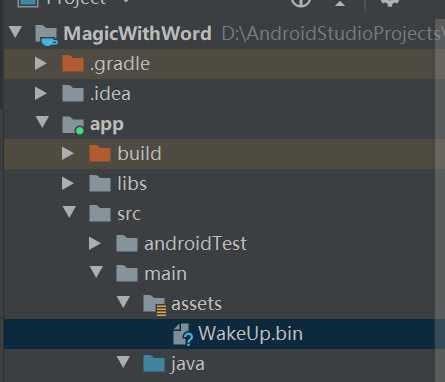 Project
MagicWithWord D:\AndroidStudioProjects\
.gradle
.idea
app
build
libs
src
androidTest
main
assets
WakeUp.bin
java